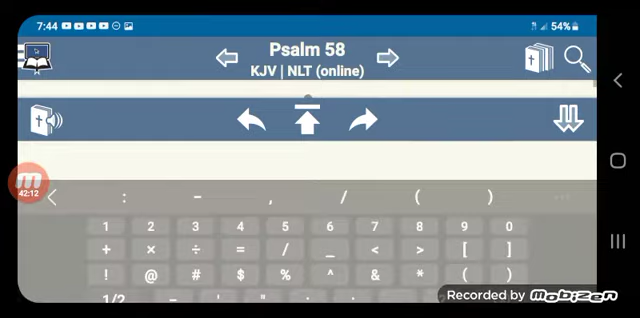 7:44 54%
Psalm 58
KJV | NLT (online)
42:12
: - , / ( )
1 2 3 4 5 6 7 8 9 0
+ × ÷ = / _ < > [ ]
! @ # $ % ^ & * ( )
1/2 - ' " : ;
Recorded by MOBIZEN